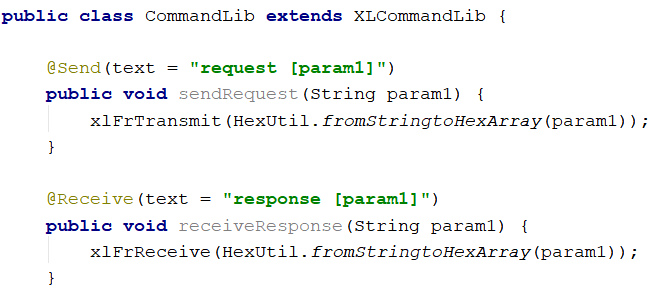 public class CommandLib extends XLCommandLib {
@Send(text = "request [param1]")
public void sendRequest(String param1) {
xlFrTransmit(HexUtil.fromStringtoHexArray(param1));
}
@Receive(text = "response [param1]")
public void receiveResponse(String param1) {
xlFrReceive(HexUtil.fromStringtoHexArray(param1));
}